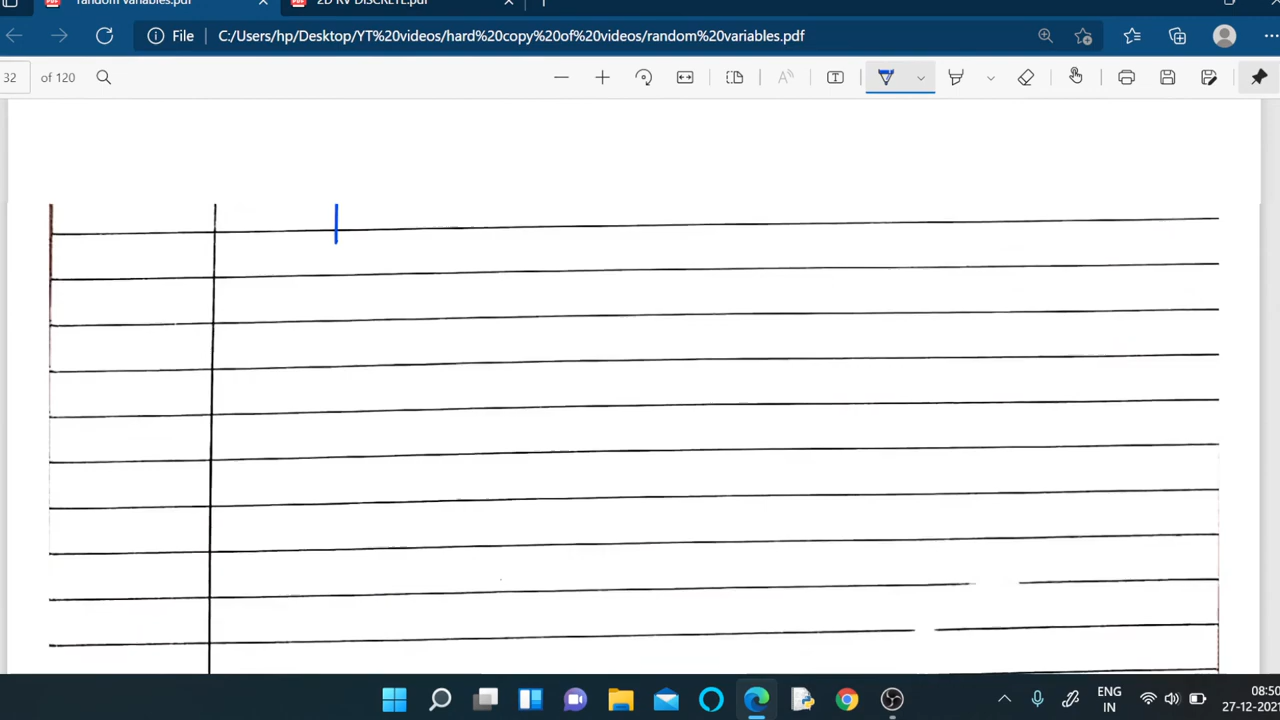 random variables.pdf
2D RV DISCRETE.pdf
File
C:/Users/hp/Desktop/YT%20videos/hard%20copy%20of%20videos/random%20variables.pdf
32 of 120
ENG
IN
08:50
27-12-2021